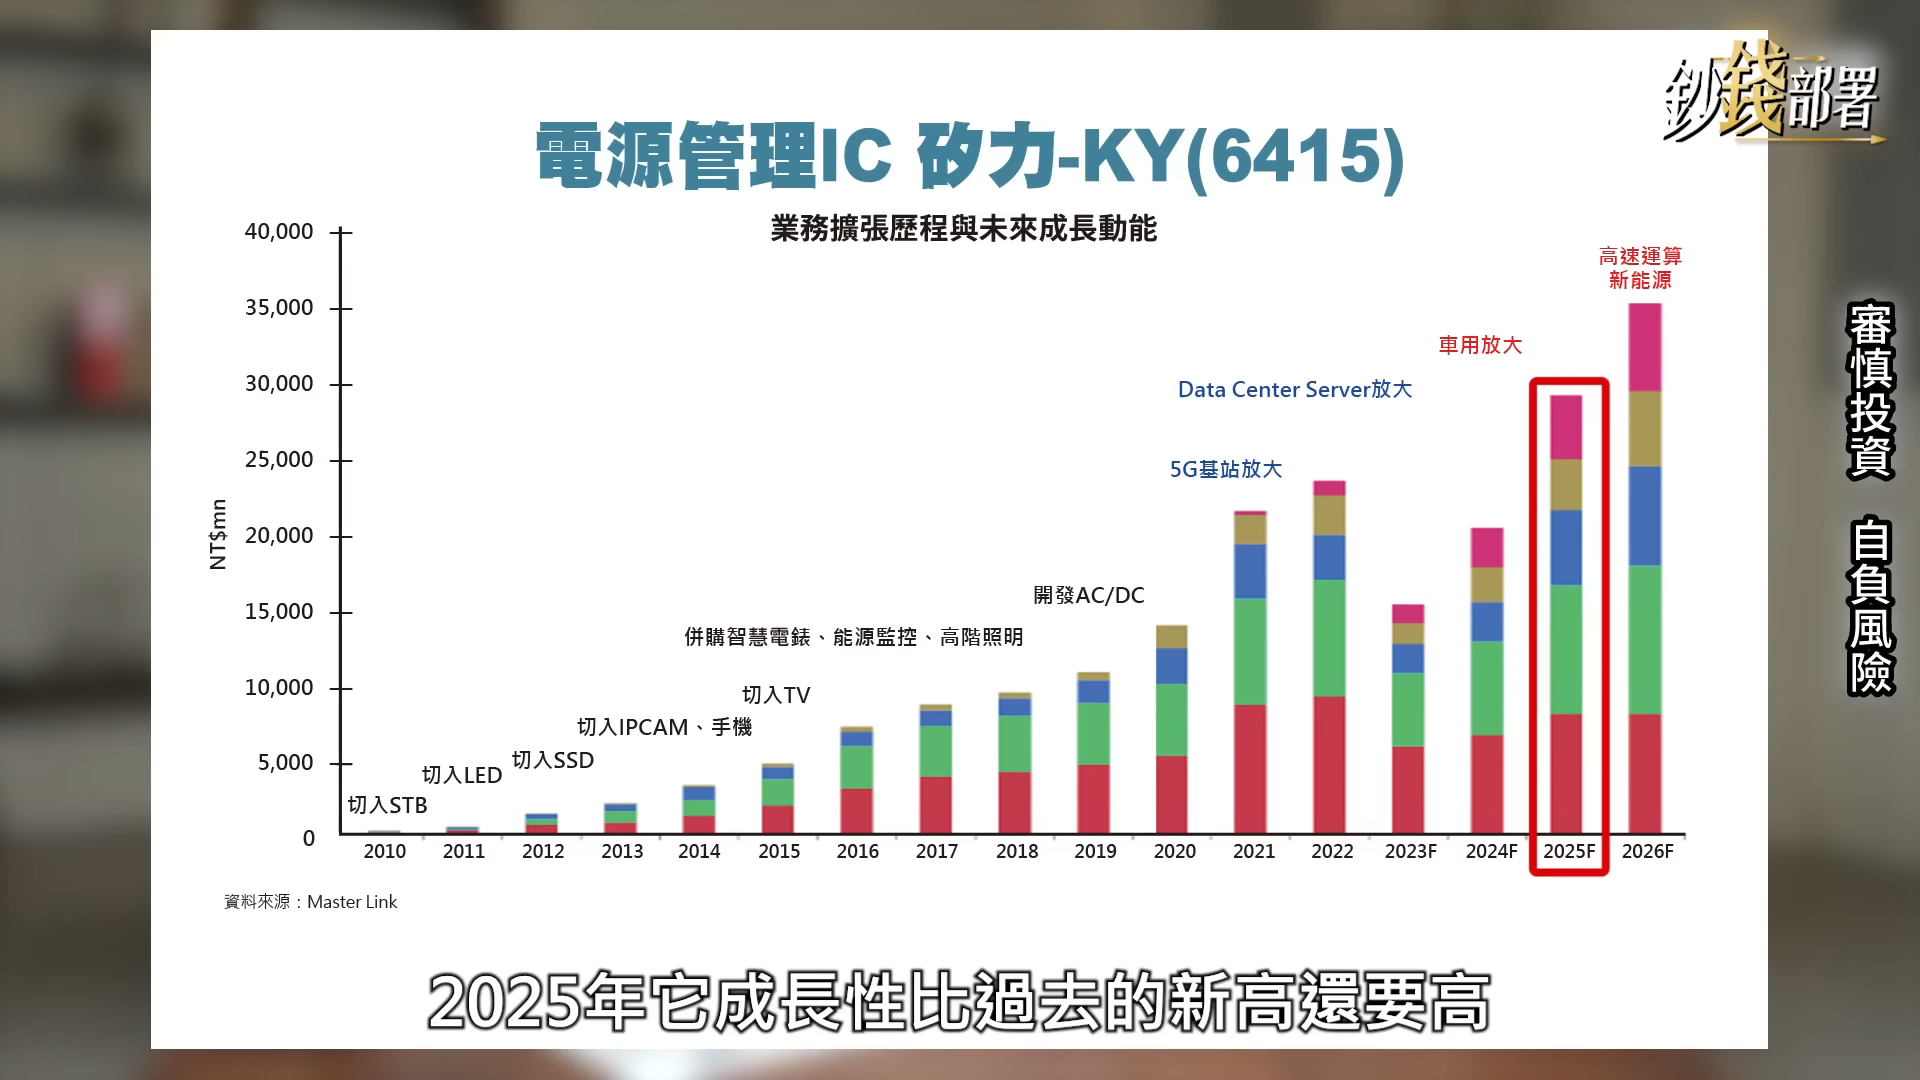 鈔錢部署
電源管理IC 矽力-KY(6415)
業務擴張歷程與未來成長動能
NT$mn
40,000
35,000
30,000
25,000
20,000
15,000
10,000
5,000
0
高速運算
新能源
車用放大
Data Center Server放大
5G基站放大
開發AC/DC
併購智慧電錶、能源監控、高階照明
切入TV
切入IPCAM、手機
切入SSD
切入LED
切入STB
2010 2011 2012 2013 2014 2015 2016 2017 2018 2019 2020 2021 2022 2023F 2024F 2025F 2026F
資料來源：Master Link
審慎投資 自負風險
2025年它成長性比過去的新高還要高